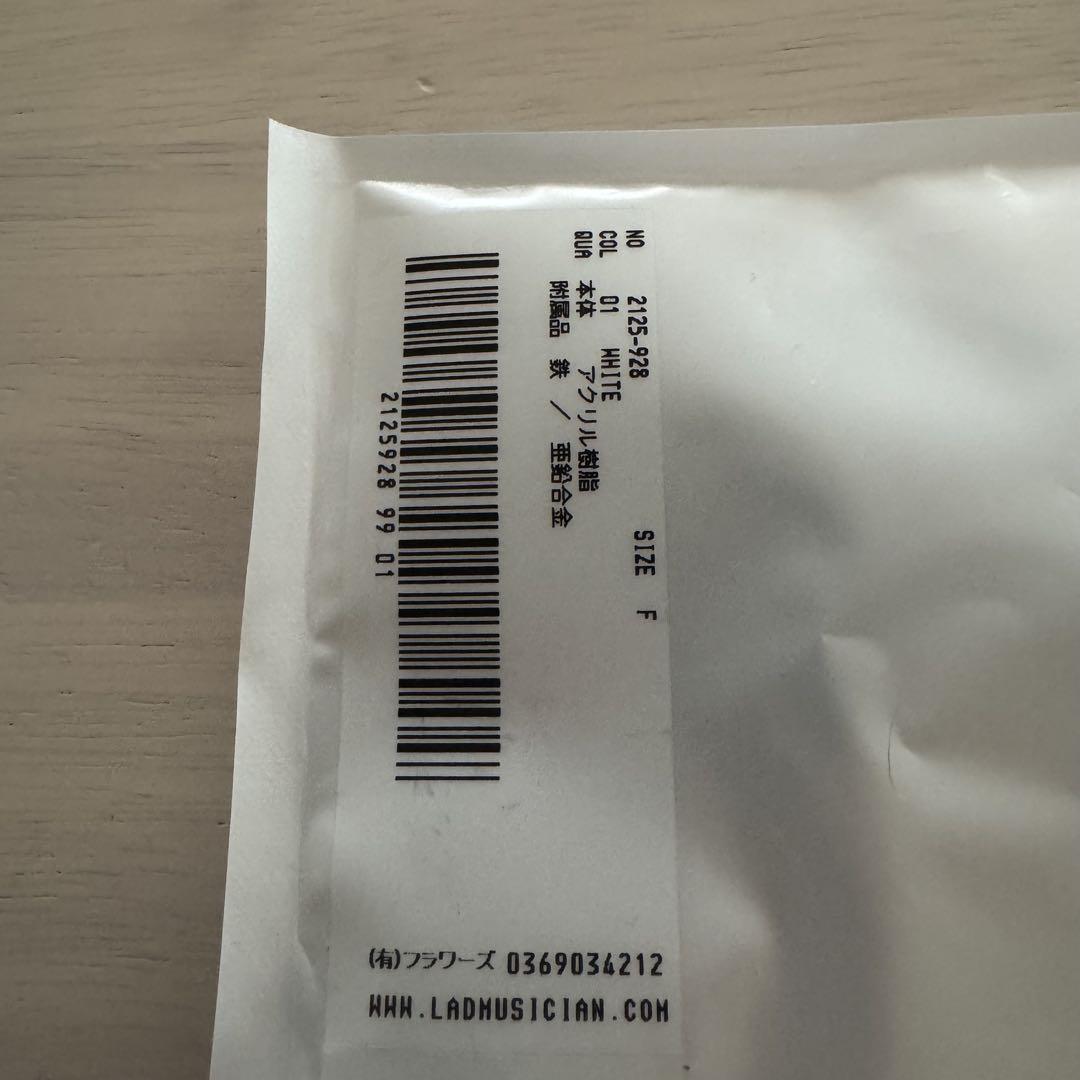 NO 2125-928 SIZE F
COL 01 WHITE
QUA 本体 アクリル樹脂
附属品 鉄 / 亜鉛合金
2125928 99 01
(有)フラワーズ 0369034212
WWW.LADMUSICIAN.COM